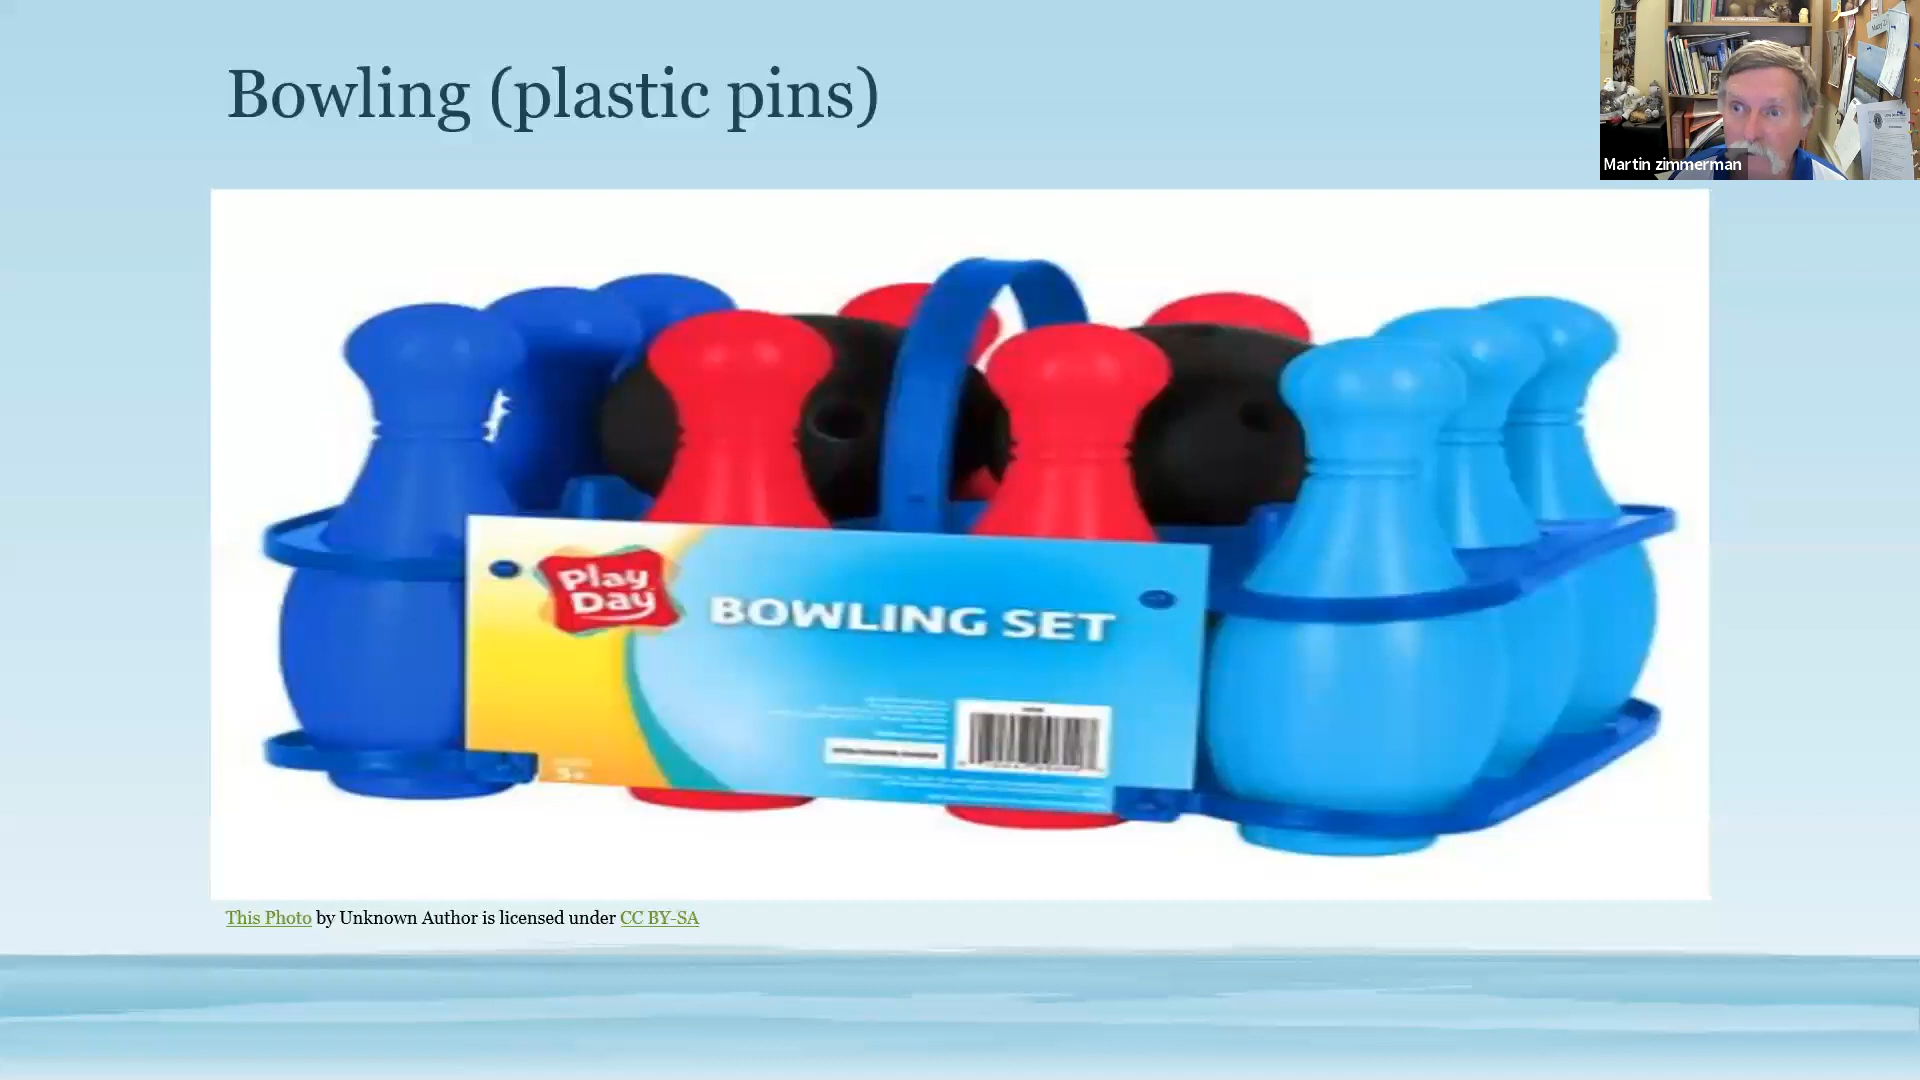 Bowling (plastic pins)
Martin zimmerman
Play
Day
BOWLING SET
This Photo by Unknown Author is licensed under CC BY-SA